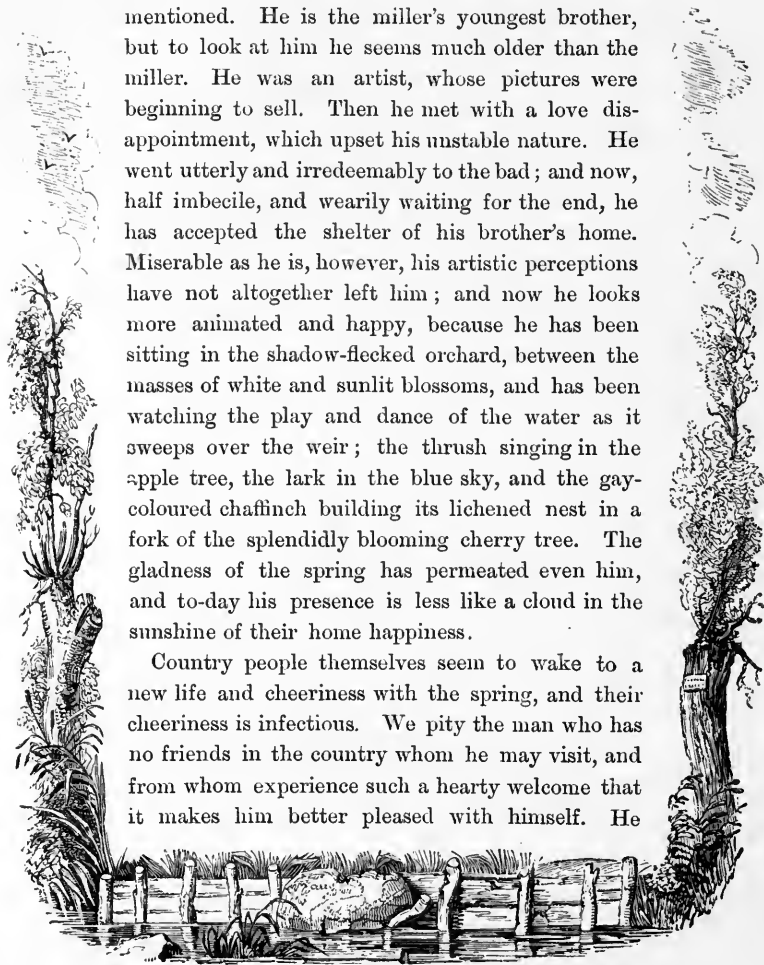 mentioned. He is the miller's youngest brother,
but to look at him he seems much older than the
miller. He was an artist, whose pictures were
beginning to sell. Then he met with a love dis-
appointment, which upset his unstable nature. He
went utterly and irredeemably to the bad; and now,
half imbecile, and wearily waiting for the end, he
has accepted the shelter of his brother's home.
Miserable as he is, however, his artistic perceptions
have not altogether left him; and now he looks
more animated and happy, because he has been
sitting in the shadow-flecked orchard, between the
masses of white and sunlit blossoms, and has been
watching the play and dance of the water as it
sweeps over the weir; the thrush singing in the
apple tree, the lark in the blue sky, and the gay-
coloured chaffinch building its lichened nest in a
fork of the splendidly blooming cherry tree. The
gladness of the spring has permeated even him,
and to-day his presence is less like a cloud in the
sunshine of their home happiness.
Country people themselves seem to wake to a
new life and cheeriness with the spring, and their
cheeriness is infectious. We pity the man who has
no friends in the country whom he may visit, and
from whom experience such a hearty welcome that
it makes him better pleased with himself. He